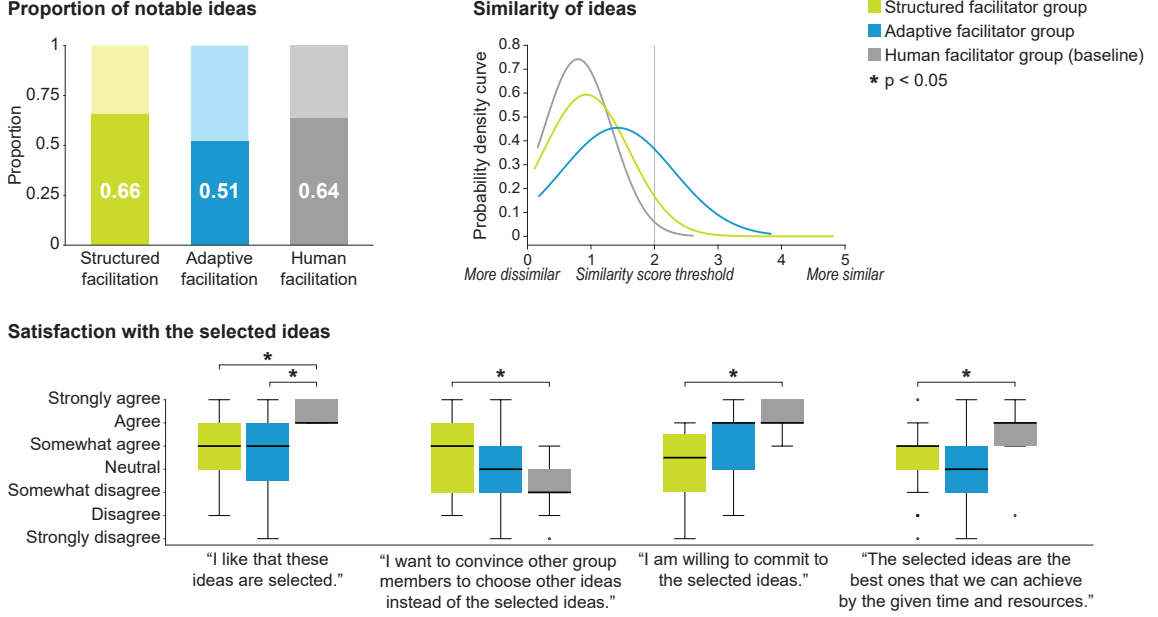 Proportion of notable ideas
Proportion
1
0.75
0.5
0.25
0
0.66
0.51
0.64
Structured
facilitation
Adaptive
facilitation
Human
facilitation
Similarity of ideas
Probability density curve
0.8
0.7
0.6
0.5
0.4
0.3
0.2
0.1
0
0 1 2 3 4 5
More dissimilar Similarity score threshold More similar
Structured facilitator group
Adaptive facilitator group
Human facilitator group (baseline)
* p < 0.05
Satisfaction with the selected ideas
* * * * *
Strongly agree
Agree
Somewhat agree
Neutral
Somewhat disagree
Disagree
Strongly disagree
“I like that these
ideas are selected.”
“I want to convince other group
members to choose other ideas
instead of the selected ideas.”
“I am willing to commit to
the selected ideas.”
“The selected ideas are the
best ones that we can achieve
by the given time and resources.”